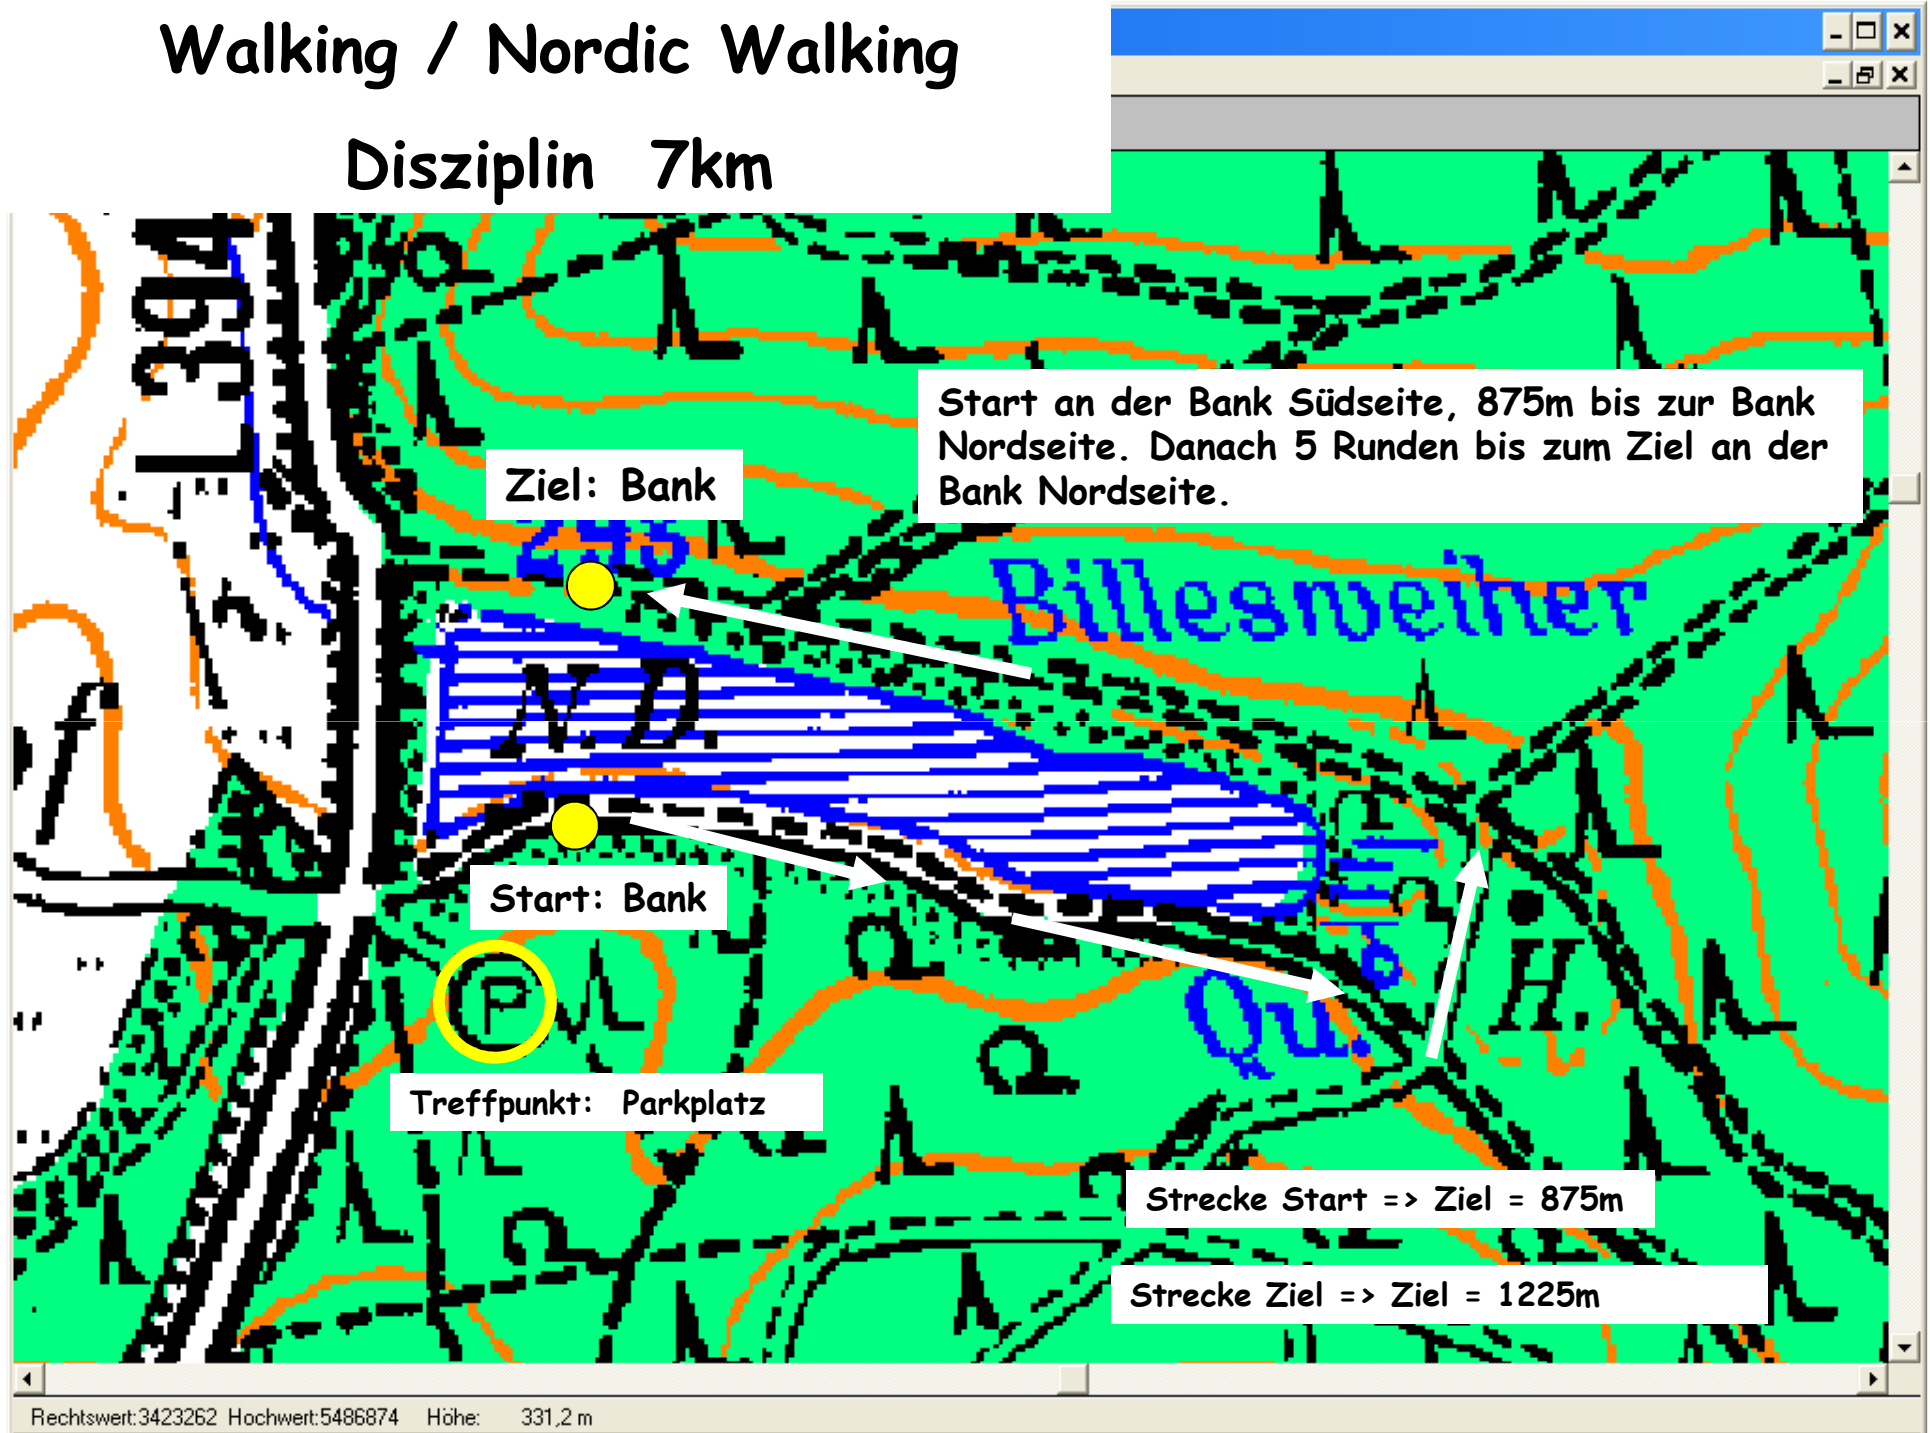 Walking / Nordic Walking
Disziplin 7km
L 394
Start an der Bank Südseite, 875m bis zur Bank
Nordseite. Danach 5 Runden bis zum Ziel an der
Bank Nordseite.
Ziel: Bank
Billesweiher
N.D.
Start: Bank
H.
Qu.
P
Treffpunkt: Parkplatz
Strecke Start => Ziel = 875m
Strecke Ziel => Ziel = 1225m
Rechtswert:3423262 Hochwert:5486874 Höhe: 331,2 m